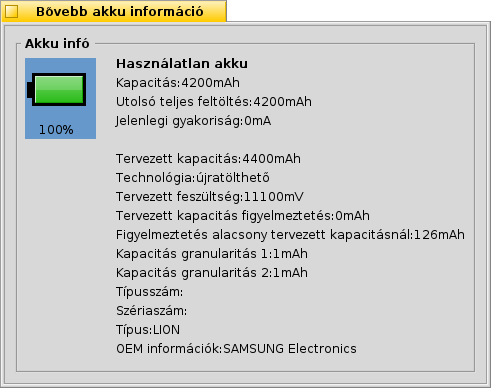 Bővebb akku információ
Akku infó
100%
Használatlan akku
Kapacitás:4200mAh
Utolsó teljes feltöltés:4200mAh
Jelenlegi gyakoriság:0mA
Tervezett kapacitás:4400mAh
Technológia:újratölthető
Tervezett feszültség:11100mV
Tervezett kapacitás figyelmeztetés:0mAh
Figyelmeztetés alacsony tervezett kapacitásnál:126mAh
Kapacitás granularitás 1:1mAh
Kapacitás granularitás 2:1mAh
Típusszám:
Szériaszám:
Típus:LION
OEM információk:SAMSUNG Electronics